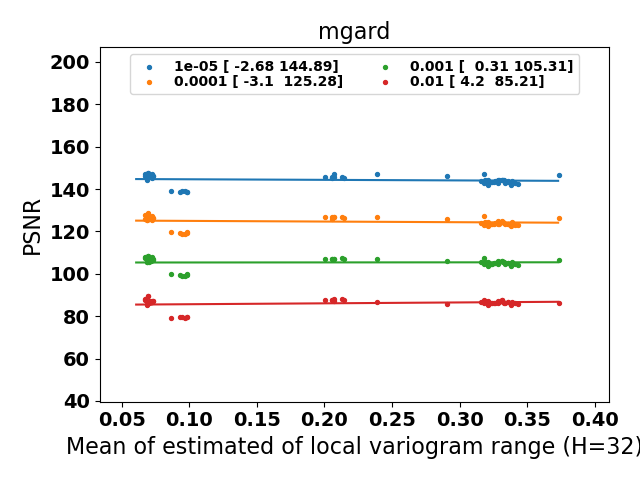 mgard
1e-05 [ -2.68 144.89]
0.0001 [ -3.1  125.28]
0.001 [  0.31 105.31]
0.01 [ 4.2  85.21]
PSNR
200
180
160
140
120
100
80
60
40
0.05 0.10 0.15 0.20 0.25 0.30 0.35 0.40
Mean of estimated of local variogram range (H=32)